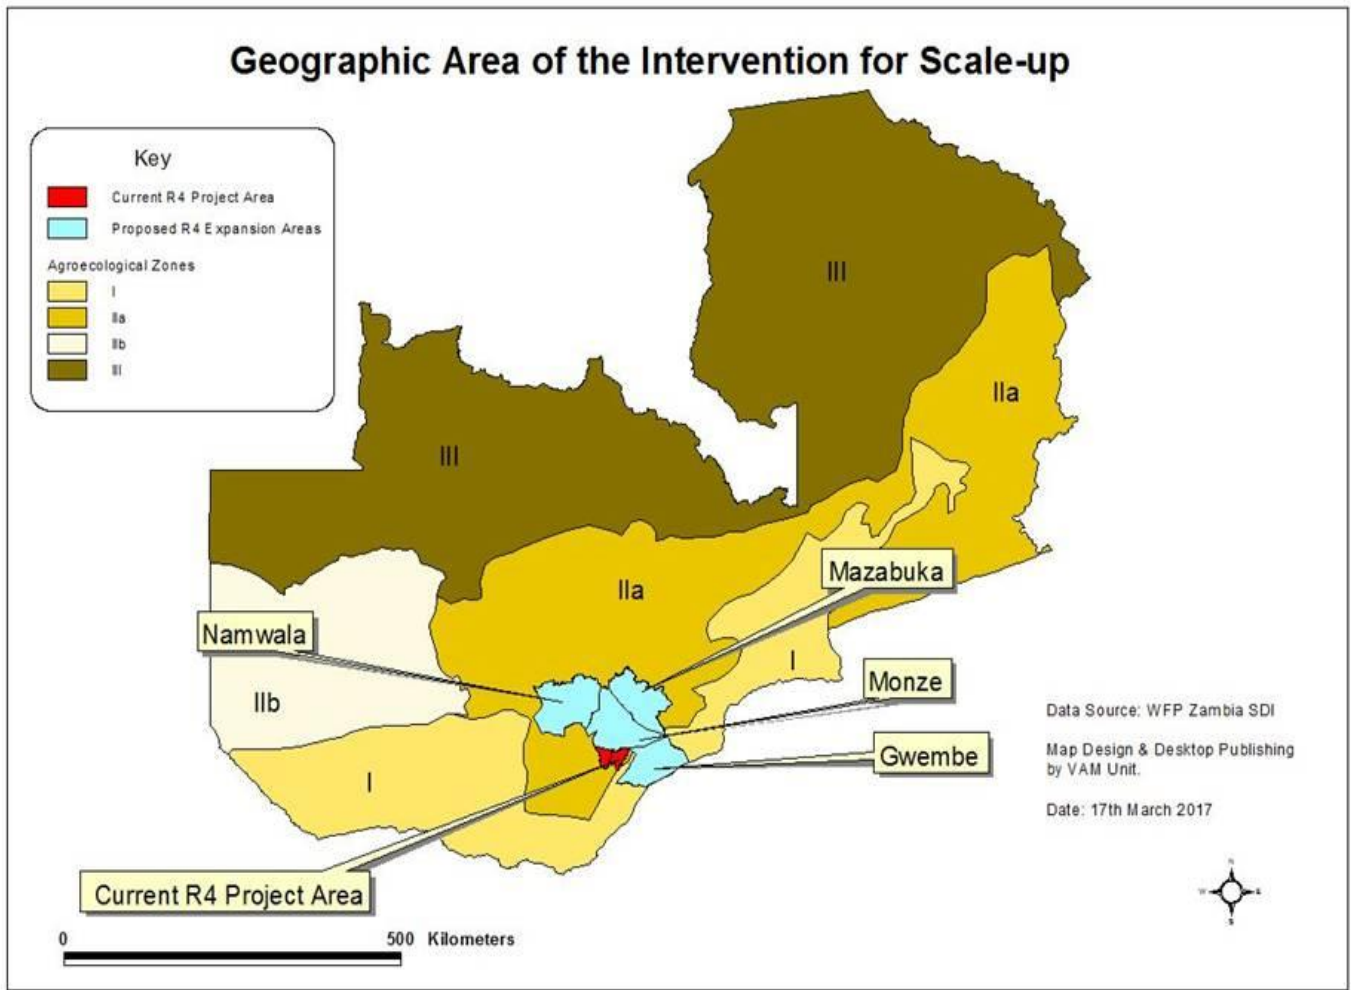 Geographic Area of the Intervention for Scale-up
Key
Current R4 Project Area
Proposed R4 Expansion Areas
Agroecological Zones
I
IIa
IIb
III
III
IIa
III
Mazabuka
IIa
Namwala
I
Monze
IIb
Gwembe
I
Data Source: WFP Zambia SDI
Map Design & Desktop Publishing
by VAM Unit.
Date: 17th March 2017
Current R4 Project Area
0 500 Kilometers
N
W E
S